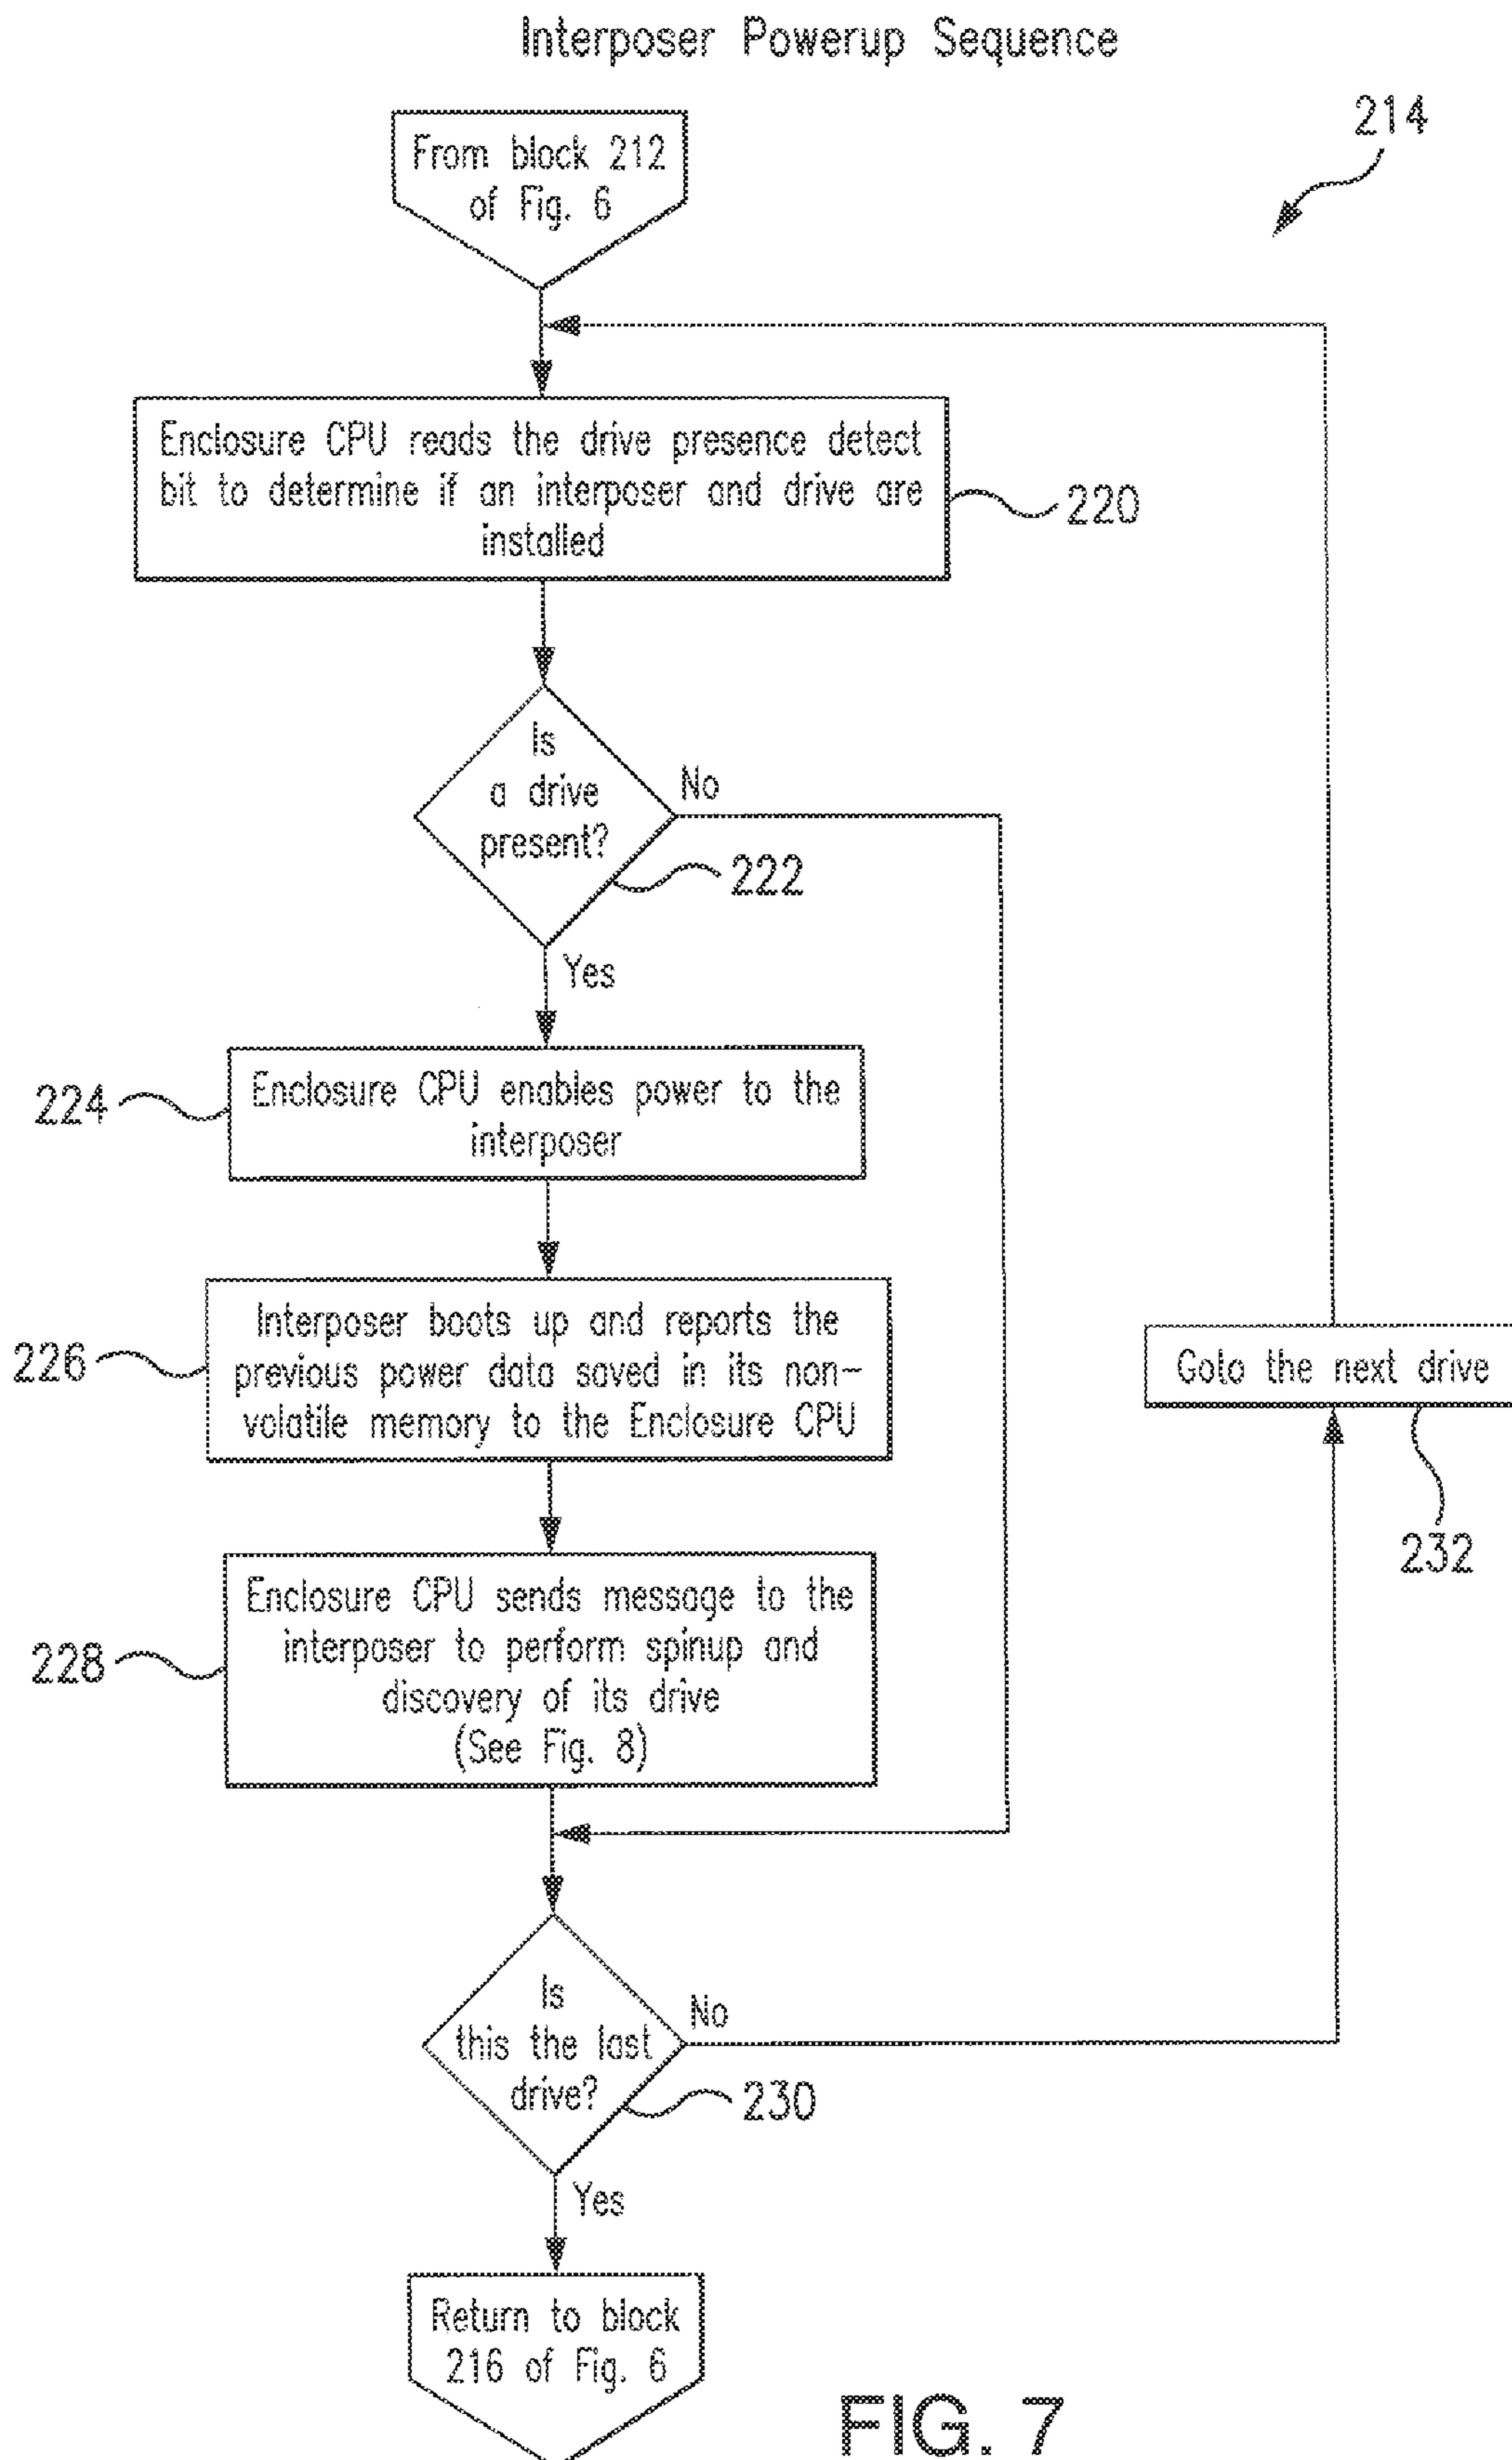 Interposer Powerup Sequence
214
From block 212
of Fig. 6
Enclosure CPU reads the drive presence detect
bit to determine if an interposer and drive are
installed
220
Is
a drive
present?
No
222
Yes
224
Enclosure CPU enables power to the
interposer
226
Interposer boots up and reports the
previous power data saved in its non-
volatile memory to the Enclosure CPU
Goto the next drive
232
228
Enclosure CPU sends message to the
interposer to perform spinup and
discovery of its drive
(See Fig. 8)
Is
this the last
drive?
No
230
Yes
Return to block
216 of Fig. 6
FIG. 7